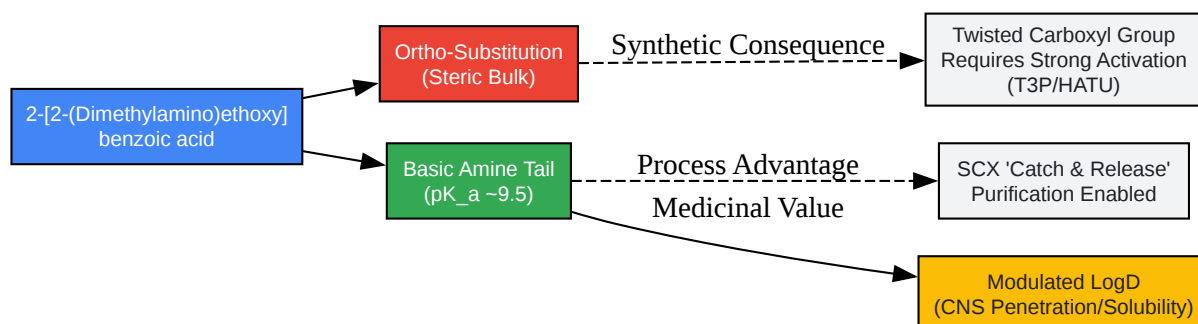 2-[2-(Dimethylamino)ethoxy]
benzoic acid
Ortho-Substitution
(Steric Bulk)
Synthetic Consequence
Twisted Carboxyl Group
Requires Strong Activation
(T3P/HATU)
Basic Amine Tail
(pK_a ~9.5)
Process Advantage
SCX 'Catch & Release'
Purification Enabled
Medicinal Value
Modulated LogD
(CNS Penetration/Solubility)